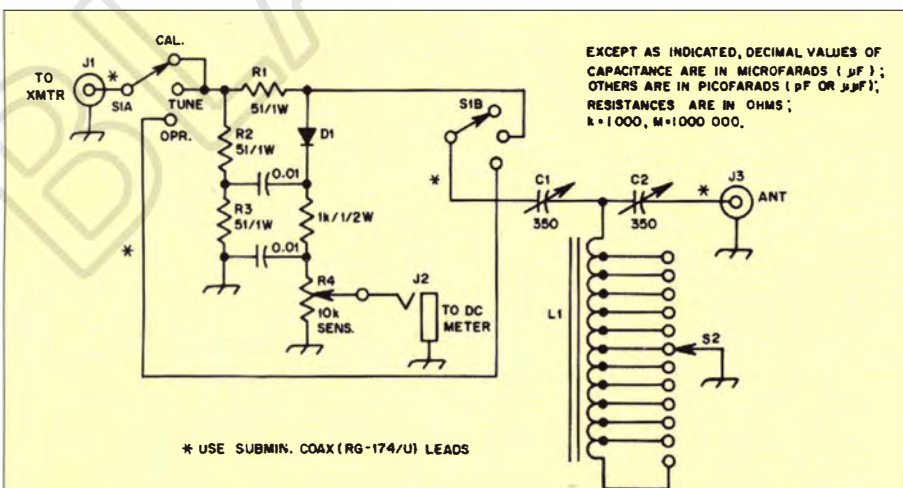 CAL.
J1
TO
XMTR
*
S1A
TUNE
OPR.
R1
51/1W
R2
51/1W
D1
0.01
R3
51/1W
1k/1/2W
0.01
*
R4
10k
SENS.
J2
TO DC
METER
S1B
*
C1
350
C2
350
*
J3
ANT
L1
S2
EXCEPT AS INDICATED, DECIMAL VALUES OF
CAPACITANCE ARE IN MICROFARADS ( µF ) ;
OTHERS ARE IN PICOFARADS ( pF OR µµF);
RESISTANCES ARE IN OHMS ;
k=1000, M=1000 000.
* USE SUBMIN. COAX (RG-174/U) LEADS